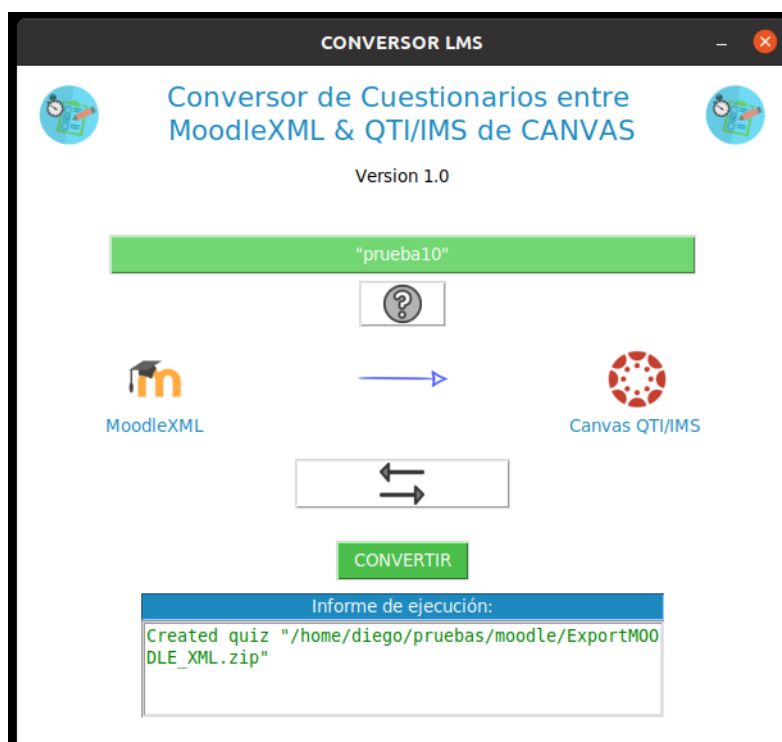 CONVERSOR LMS
Conversor de Cuestionarios entre
MoodleXML & QTI/IMS de CANVAS
Version 1.0
"prueba10"
MoodleXML
Canvas QTI/IMS
CONVERTIR
Informe de ejecución:
Created quiz "/home/diego/pruebas/moodle/ExportMOO
DLE_XML.zip"